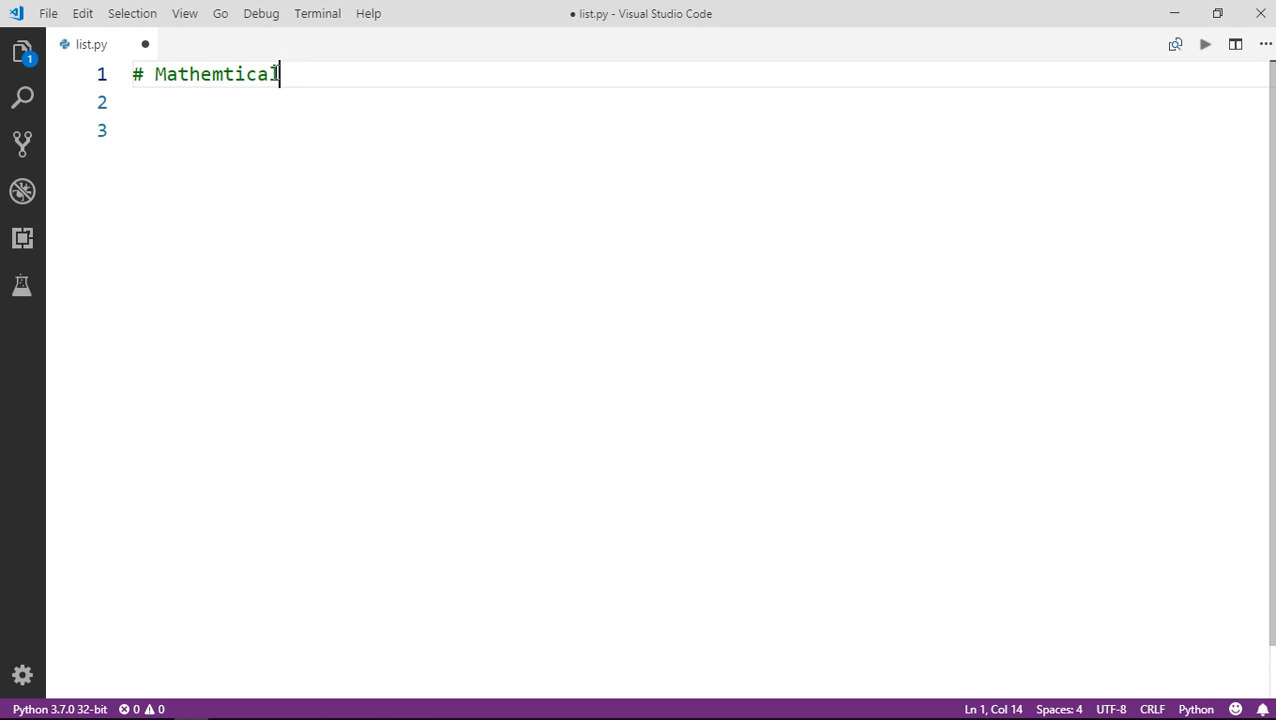 File Edit Selection View Go Debug Terminal Help ● list.py - Visual Studio Code
list.py ●
1
1 # Mathemtical
2
3
Python 3.7.0 32-bit 0 0 Ln 1, Col 14 Spaces: 4 UTF-8 CRLF Python